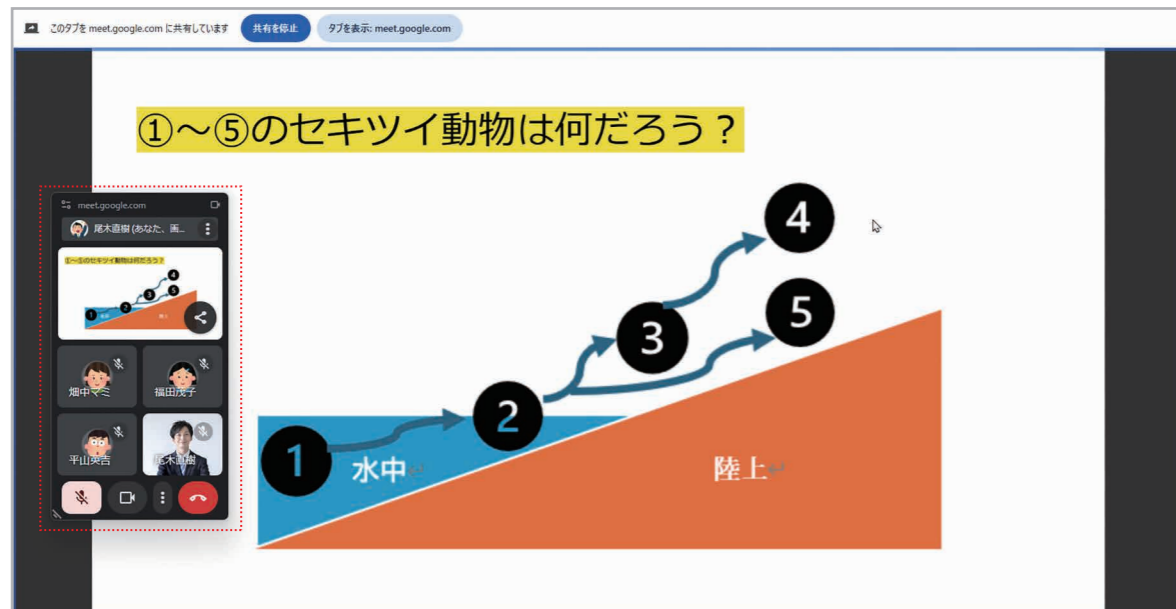 このタブを meet.google.com に共有しています 共有を停止 タブを表示: meet.google.com
①～⑤のセキツイ動物は何だろう？
meet.google.com
尾木直樹 (あなた、画...
①～⑤のセキツイ動物は何だろう？
4
3
5
2
1
畑中マミ 福田茂子
平山英吉 尾木直樹
4
5
3
2
1
水中↵
陸上↵